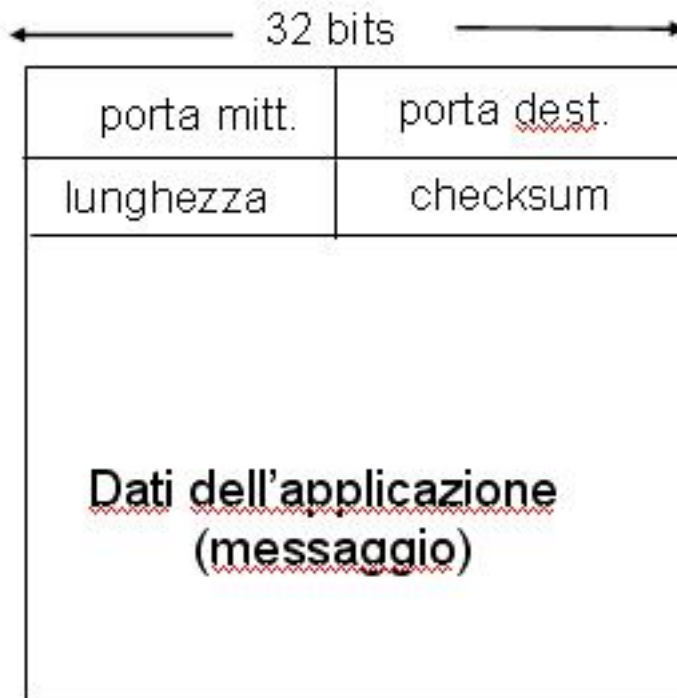 32 bits
porta mitt. porta dest.
lunghezza checksum
Dati dell'applicazione
(messaggio)